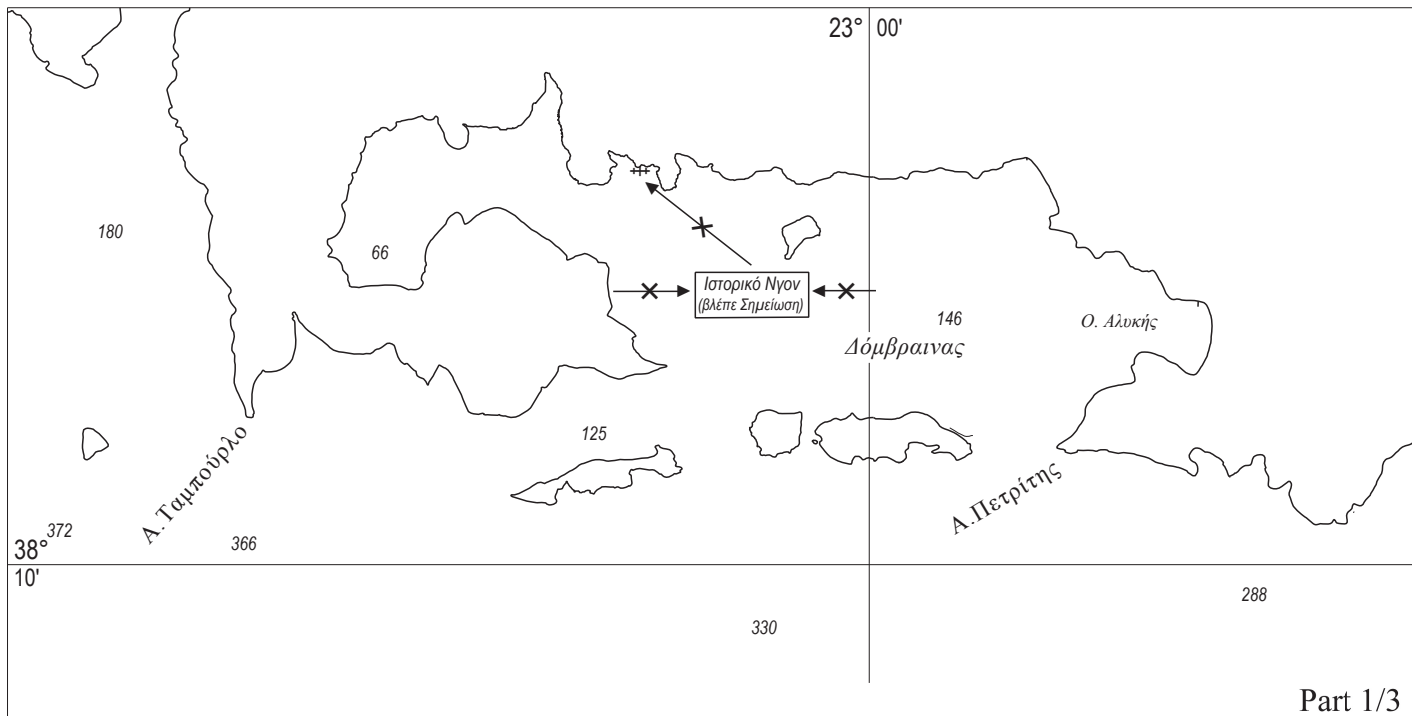 23° 00'
180
66
Ιστορικό Νγον
(βλέπε Σημείωση)
146
Ο. Αλυκής
Δόμβραινας
125
Α.Ταμπούρλο
Α.Πετρίτης
372
366
38°
10'
288
330
Part 1/3